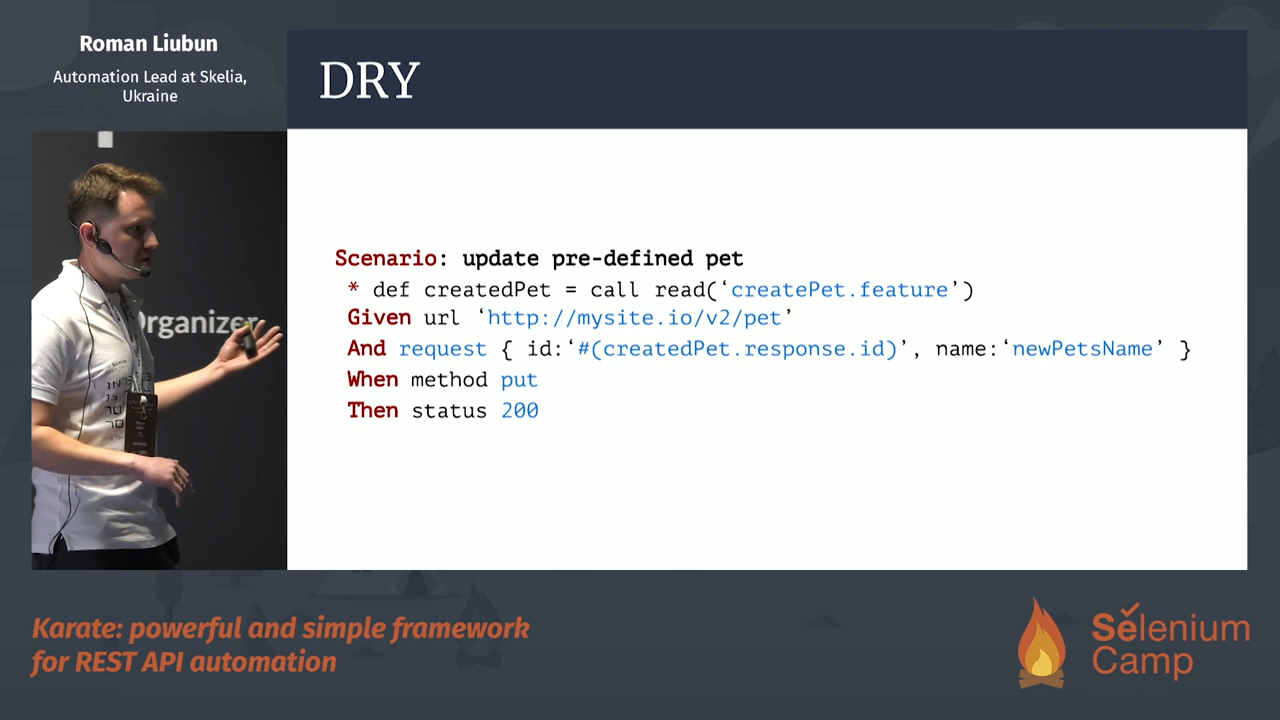 Roman Liubun
Automation Lead at Skelia,
Ukraine
DRY
Scenario: update pre-defined pet
* def createdPet = call read(‘createPet.feature’)
Given url ‘http://mysite.io/v2/pet’
And request { id:‘#(createdPet.response.id)’, name:‘newPetsName’ }
When method put
Then status 200
Organizer
Karate: powerful and simple framework
for REST API automation
Selenium
Camp